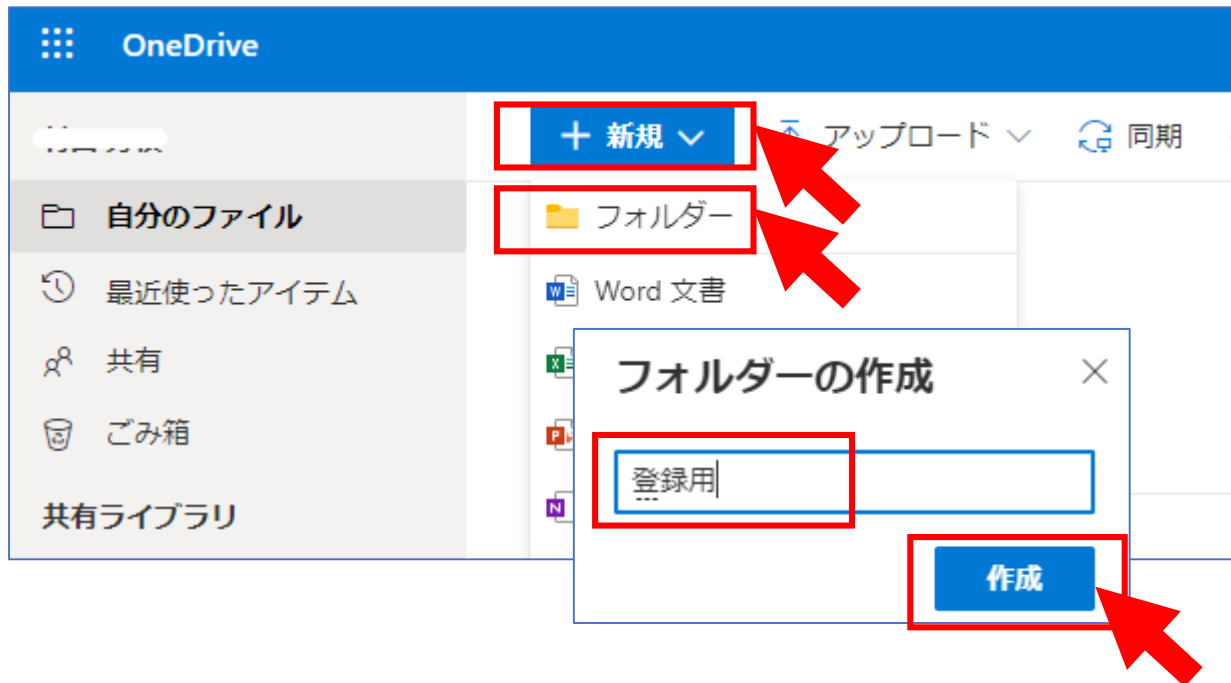 OneDrive
+ 新規 アップロード 同期
自分のファイル
フォルダー
最近使ったアイテム
Word 文書
共有
ごみ箱
共有ライブラリ
フォルダーの作成
登録用
作成